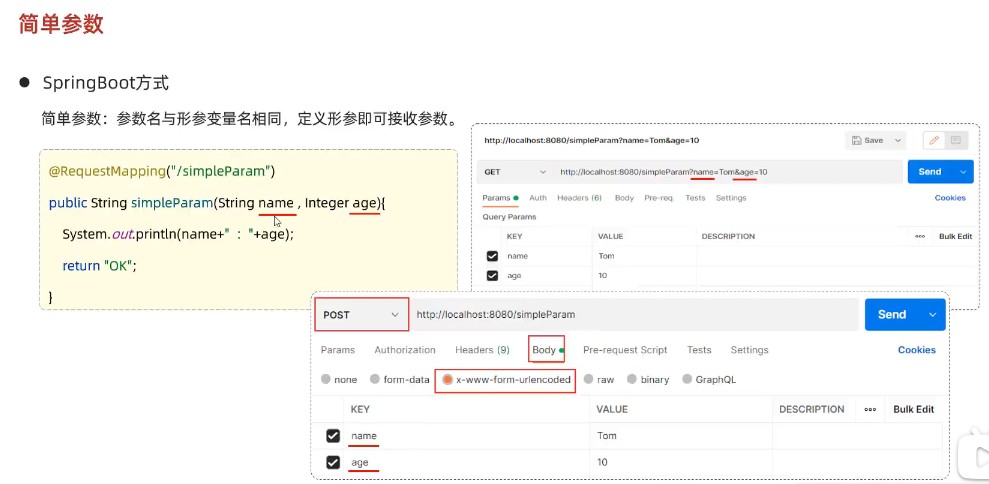 简单参数
● SpringBoot方式
简单参数：参数名与形参变量名相同，定义形参即可接收参数。
@RequestMapping("/simpleParam")
public String simpleParam(String name , Integer age){
System.out.println(name+" : "+age);
return "OK";
}
http://localhost:8080/simpleParam?name=Tom&age=10
Save
GET http://localhost:8080/simpleParam?name=Tom&age=10 Send
Params Auth Headers (6) Body Pre-req. Tests Settings Cookies
Query Params
KEY VALUE DESCRIPTION ooo Bulk Edit
name Tom
age 10
POST http://localhost:8080/simpleParam Send
Params Authorization Headers (9) Body Pre-request Script Tests Settings Cookies
none form-data x-www-form-urlencoded raw binary GraphQL
KEY VALUE DESCRIPTION ooo Bulk Edit
name Tom
age 10